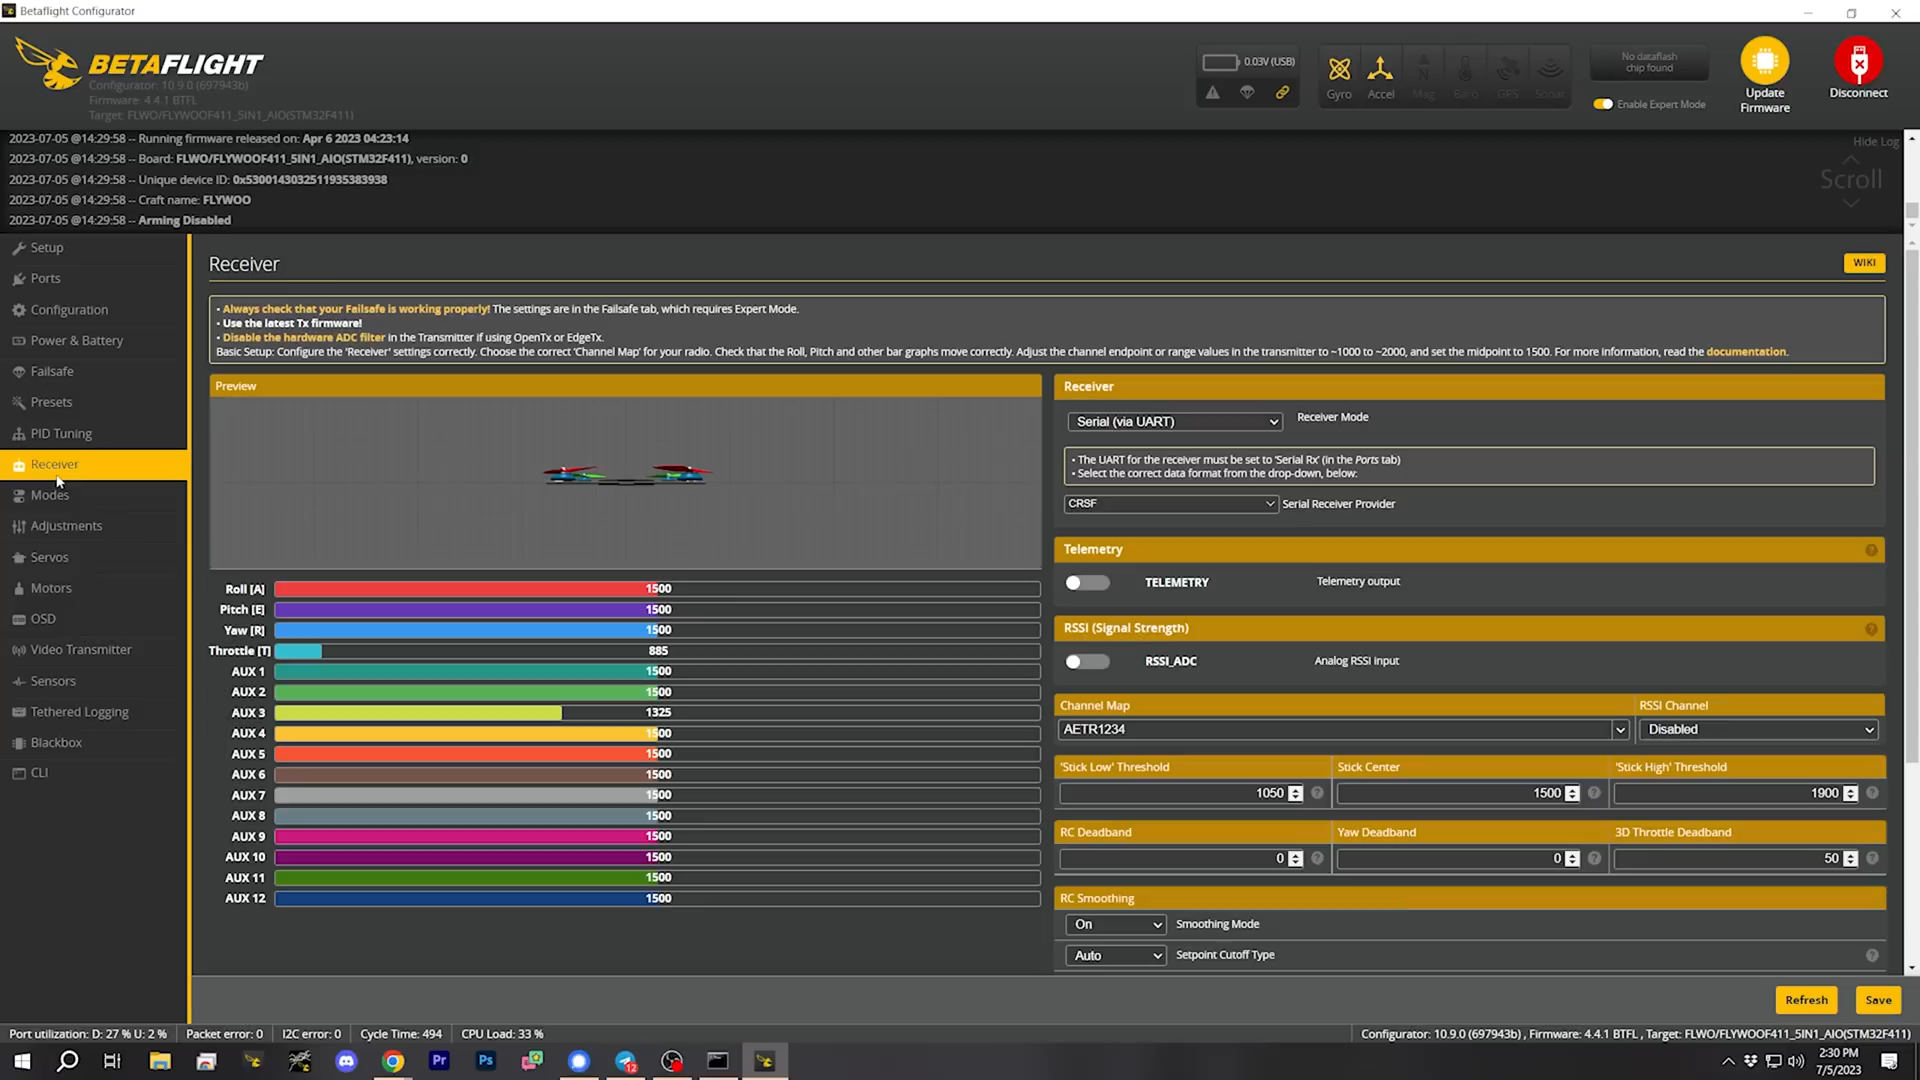 Betaflight Configurator
BETAFLIGHT
Configurator: 10.9.0 (697943b)
Firmware: 4.4.1 BTFL
Target: FLWO/FLYWOOF411_5IN1_AIO(STM32F411)
0.03V (USB)
Gyro
Accel
Mag
Baro
GPS
Sonar
No dataflash
chip found
Enable Expert Mode
Update
Firmware
Disconnect
2023-07-05 @14:29:58 -- Running firmware released on: Apr 6 2023 04:23:14
2023-07-05 @14:29:58 -- Board: FLWO/FLYWOOF411_5IN1_AIO(STM32F411), version: 0
2023-07-05 @14:29:58 -- Unique device ID: 0x5300143032511935383938
2023-07-05 @14:29:58 -- Craft name: FLYWOO
2023-07-05 @14:29:58 -- Arming Disabled
Hide Log
Scroll
Setup
Ports
Configuration
Power & Battery
Failsafe
Presets
PID Tuning
Receiver
Modes
Adjustments
Servos
Motors
OSD
Video Transmitter
Sensors
Tethered Logging
Blackbox
CLI
Receiver
WIKI
• Always check that your Failsafe is working properly! The settings are in the Failsafe tab, which requires Expert Mode.
• Use the latest Tx firmware!
• Disable the hardware ADC filter in the Transmitter if using OpenTx or EdgeTx.
Basic Setup: Configure the 'Receiver' settings correctly. Choose the correct 'Channel Map' for your radio. Check that the Roll, Pitch and other bar graphs move correctly. Adjust the channel endpoint or range values in the transmitter to ~1000 to ~2000, and set the midpoint to 1500. For more information, read the documentation.
Preview
Roll [A] 1500
Pitch [E] 1500
Yaw [R] 1500
Throttle [T] 885
AUX 1 1500
AUX 2 1500
AUX 3 1325
AUX 4 1500
AUX 5 1500
AUX 6 1500
AUX 7 1500
AUX 8 1500
AUX 9 1500
AUX 10 1500
AUX 11 1500
AUX 12 1500
Receiver
Serial (via UART) Receiver Mode
• The UART for the receiver must be set to 'Serial Rx' (in the Ports tab)
• Select the correct data format from the drop-down, below:
CRSF Serial Receiver Provider
Telemetry
TELEMETRY Telemetry output
RSSI (Signal Strength)
RSSI_ADC Analog RSSI input
Channel Map RSSI Channel
AETR1234 Disabled
'Stick Low' Threshold Stick Center 'Stick High' Threshold
1050 1500 1900
RC Deadband Yaw Deadband 3D Throttle Deadband
0 0 50
RC Smoothing
On Smoothing Mode
Auto Setpoint Cutoff Type
Refresh Save
Port utilization: D: 27 % U: 2 % Packet error: 0 I2C error: 0 Cycle Time: 494 CPU Load: 33 %
Configurator: 10.9.0 (697943b) , Firmware: 4.4.1 BTFL , Target: FLWO/FLYWOOF411_5IN1_AIO(STM32F411)
Pr
Ps
12
2:30 PM
7/5/2023